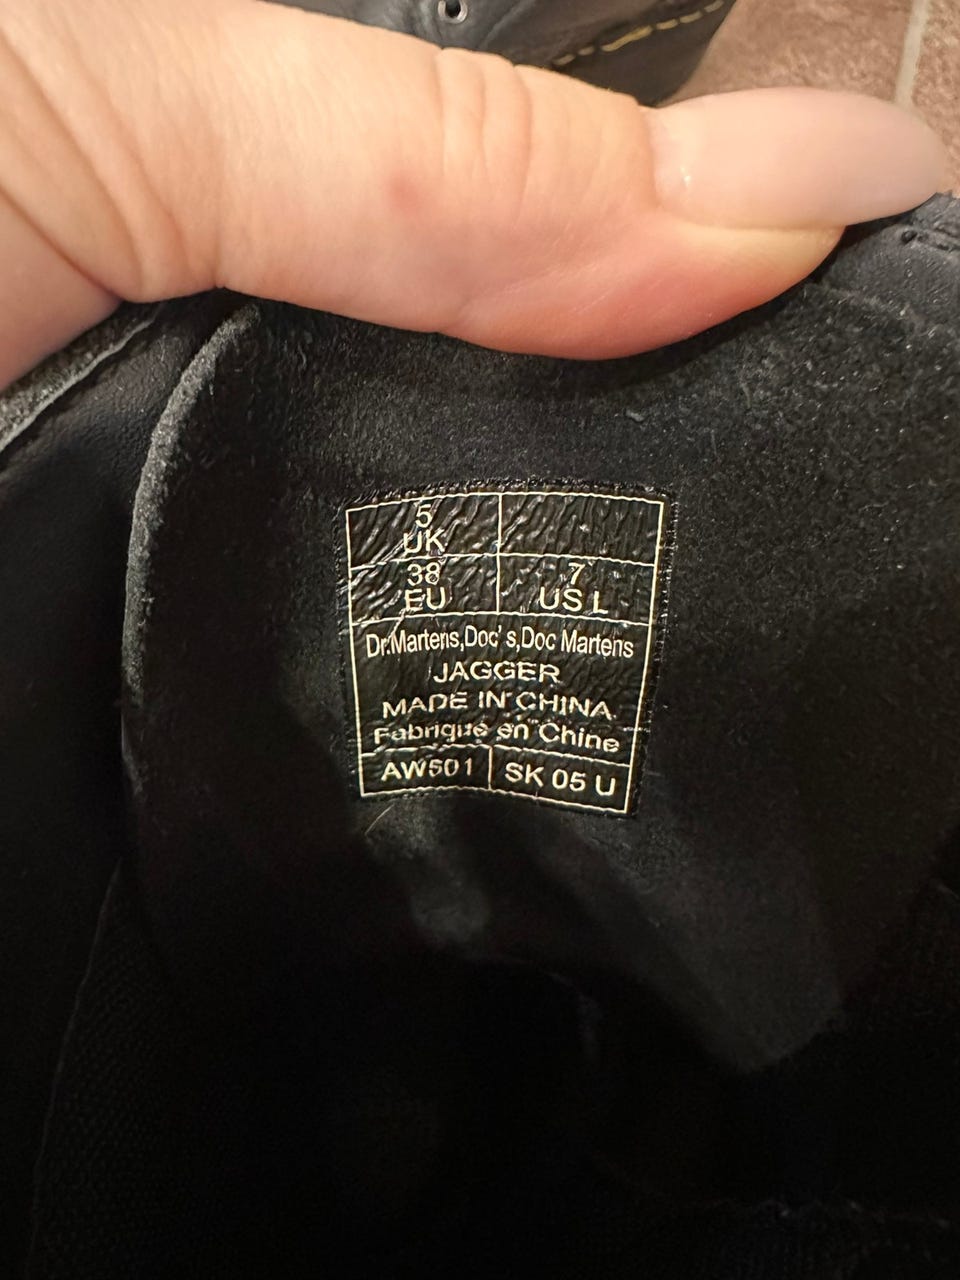 5
UK
38
EU
7
US L
Dr.Martens,Doc's,Doc Martens
JAGGER
MADE IN CHINA
Fabriqué en Chine
AW501
SK 05 U